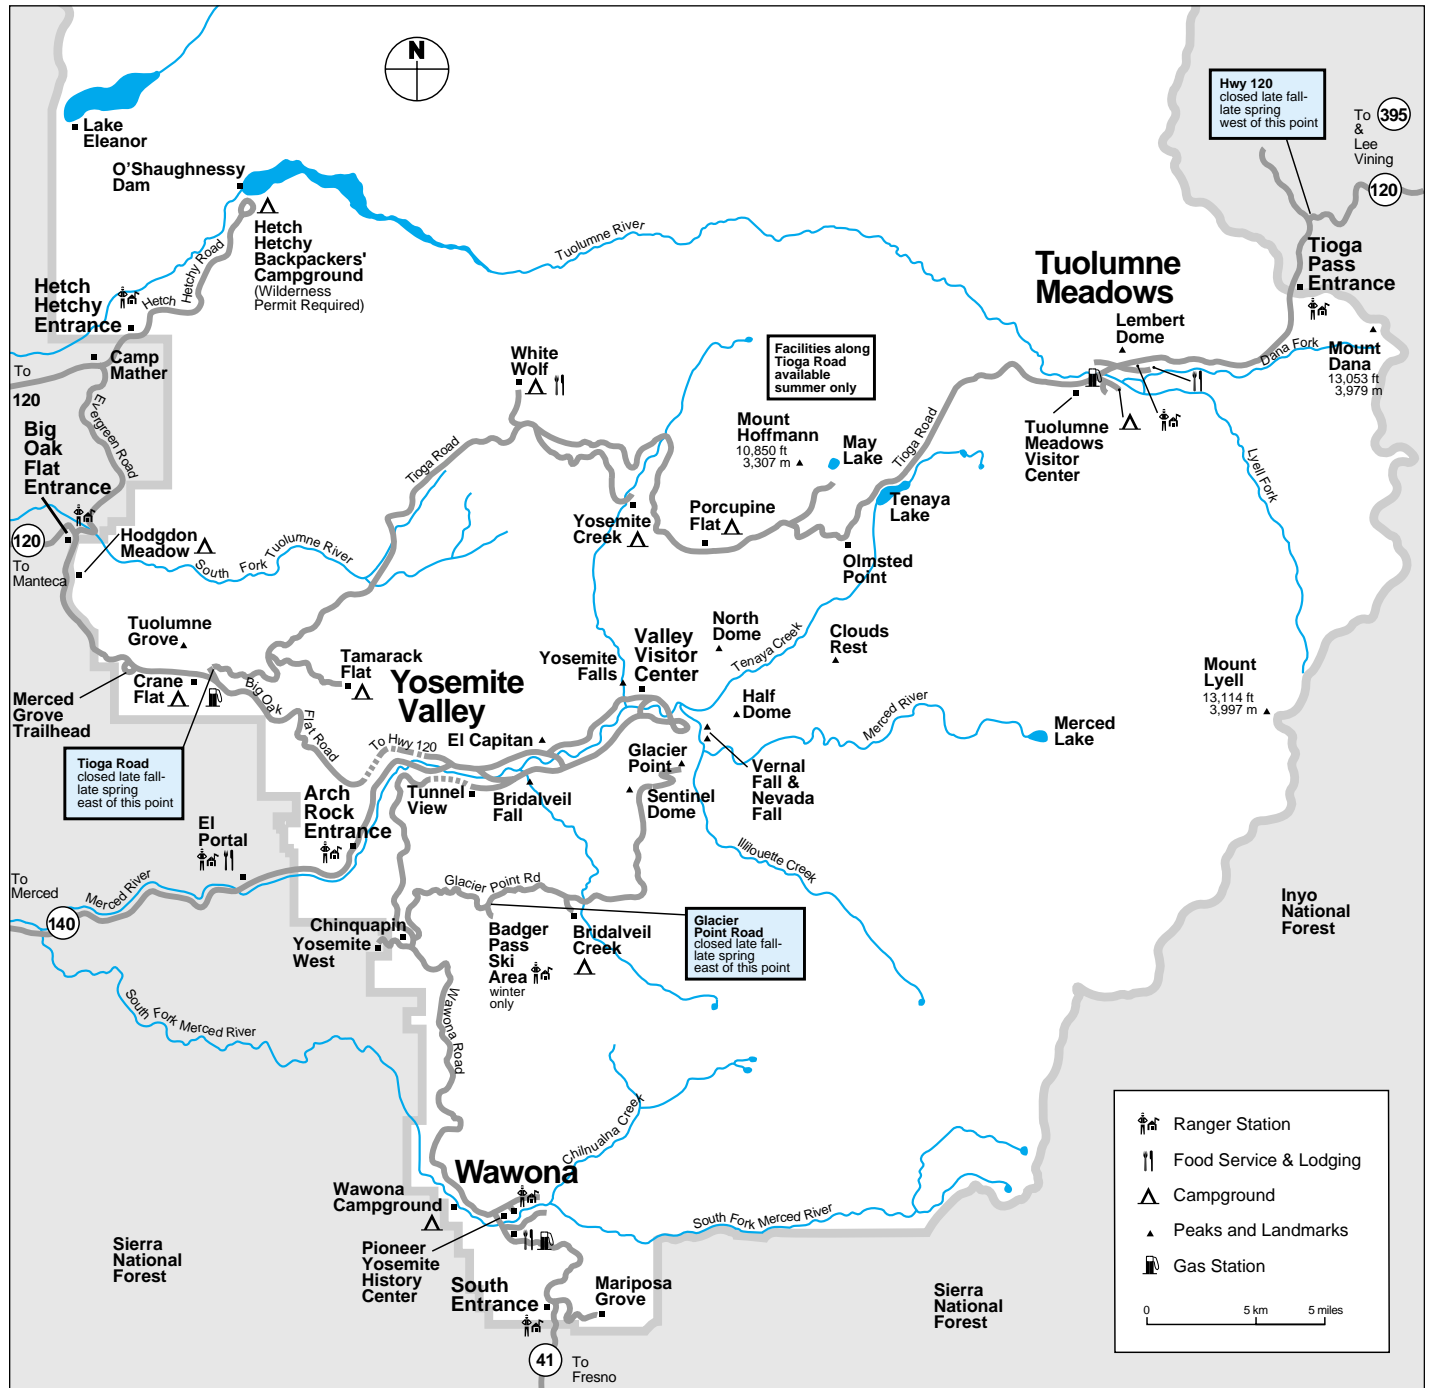 N
Hwy 120
closed late fall-
late spring
west of this point
To
&
Lee
Vining
395
120
Lake
Eleanor
O'Shaughnessy
Dam
Hetch
Hetchy
Backpackers'
Campground
(Wilderness
Permit Required)
Hetch Hetchy Road
Tuolumne River
Hetch
Hetchy
Entrance
Camp
Mather
To
120
Evergreen Road
Big
Oak
Flat
Entrance
120
To
Manteca
Hodgdon
Meadow
South Fork Tuolumne River
White
Wolf
Tioga Road
Facilities along
Tioga Road
available
summer only
Mount
Hoffmann
10,850 ft
3,307 m
May
Lake
Tioga Road
Tuolumne
Meadows
Lembert
Dome
Tioga
Pass
Entrance
Dana Fork
Mount
Dana
13,053 ft
3,979 m
Tuolumne
Meadows
Visitor
Center
Lyell Fork
Yosemite
Creek
Porcupine
Flat
Tenaya
Lake
Olmsted
Point
Tuolumne
Grove
Merced
Grove
Trailhead
Crane
Flat
Tamarack
Flat
Big Oak Flat Road
Tioga Road
closed late fall-
late spring
east of this point
Yosemite
Valley
Yosemite
Falls
Valley
Visitor
Center
North
Dome
Tenaya Creek
Clouds
Rest
Half
Dome
Merced River
Merced
Lake
Mount
Lyell
13,114 ft
3,997 m
To Hwy 120
El Capitan
Glacier
Point
Sentinel
Dome
Vernal
Fall &
Nevada
Fall
Tunnel
View
Bridalveil
Fall
Arch
Rock
Entrance
El
Portal
To
Merced
Merced River
140
Illilouette Creek
Glacier Point Rd
Chinquapin
Yosemite
West
Badger
Pass
Ski
Area
winter
only
Bridalveil
Creek
Glacier
Point Road
closed late fall-
late spring
east of this point
Inyo
National
Forest
South Fork Merced River
Wawona Road
Chilnualna Creek
Wawona
Wawona
Campground
Pioneer
Yosemite
History
Center
South Fork Merced River
South
Entrance
Mariposa
Grove
41
To
Fresno
Sierra
National
Forest
Sierra
National
Forest
Ranger Station
Food Service & Lodging
Campground
Peaks and Landmarks
Gas Station
0
5 km
5 miles